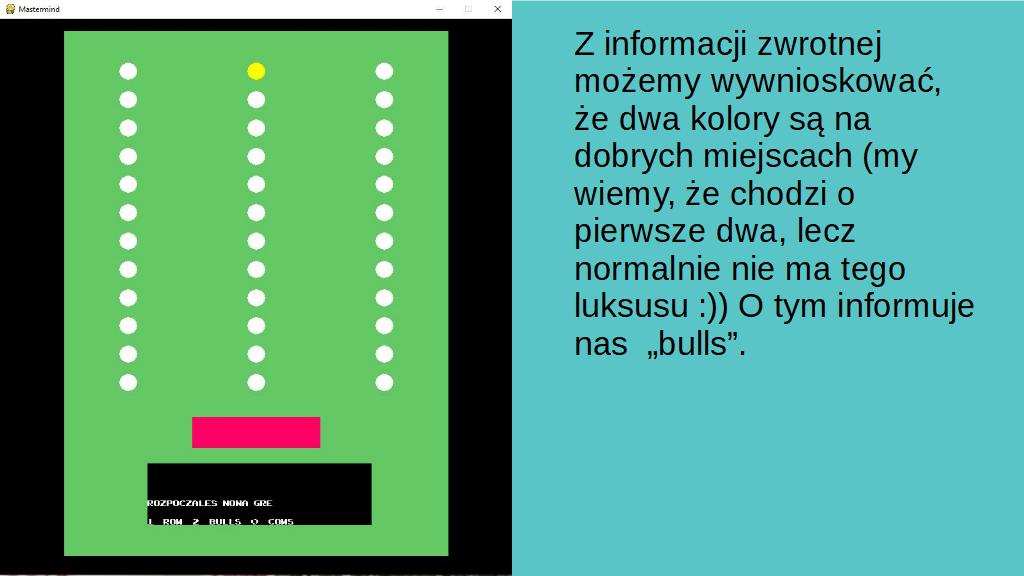 Mastermind
Z informacji zwrotnej
możemy wywnioskować,
że dwa kolory są na
dobrych miejscach (my
wiemy, że chodzi o
pierwsze dwa, lecz
normalnie nie ma tego
luksusu :)) O tym informuje
nas „bulls”.
ROZPOCZALES NOWA GRE
1 ROW 2 BULLS 0 COWS